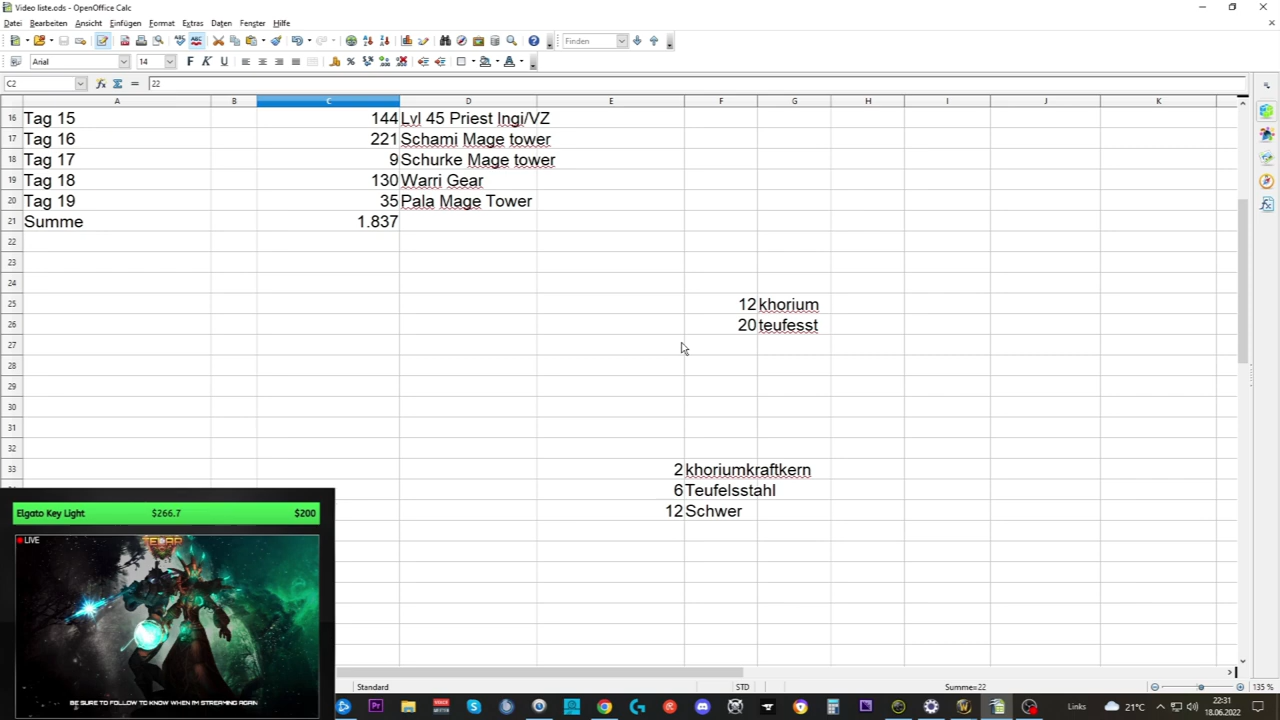 Video liste.ods - OpenOffice Calc
Datei Bearbeiten Ansicht Einfügen Format Extras Daten Fenster Hilfe
Finden
Arial 14 F K U
C2 22
A B C D E F G H I J K
16 Tag 15 144 Lvl 45 Priest Ingi/VZ
17 Tag 16 221 Schami Mage tower
18 Tag 17 9 Schurke Mage tower
19 Tag 18 130 Warri Gear
20 Tag 19 35 Pala Mage Tower
21 Summe 1.837
22
23
24
25 12 khorium
26 20 teufesst
27
28
29
30
31
32
33 2 khoriumkraftkern
6 Teufelsstahl
12 Schwer
Elgato Key Light $266.7 $200
LIVE
BE SURE TO FOLLOW TO KNOW WHEN I'M STREAMING AGAIN
Standard STD Summe=22 135 %
Links 21°C 22:31
18.06.2022